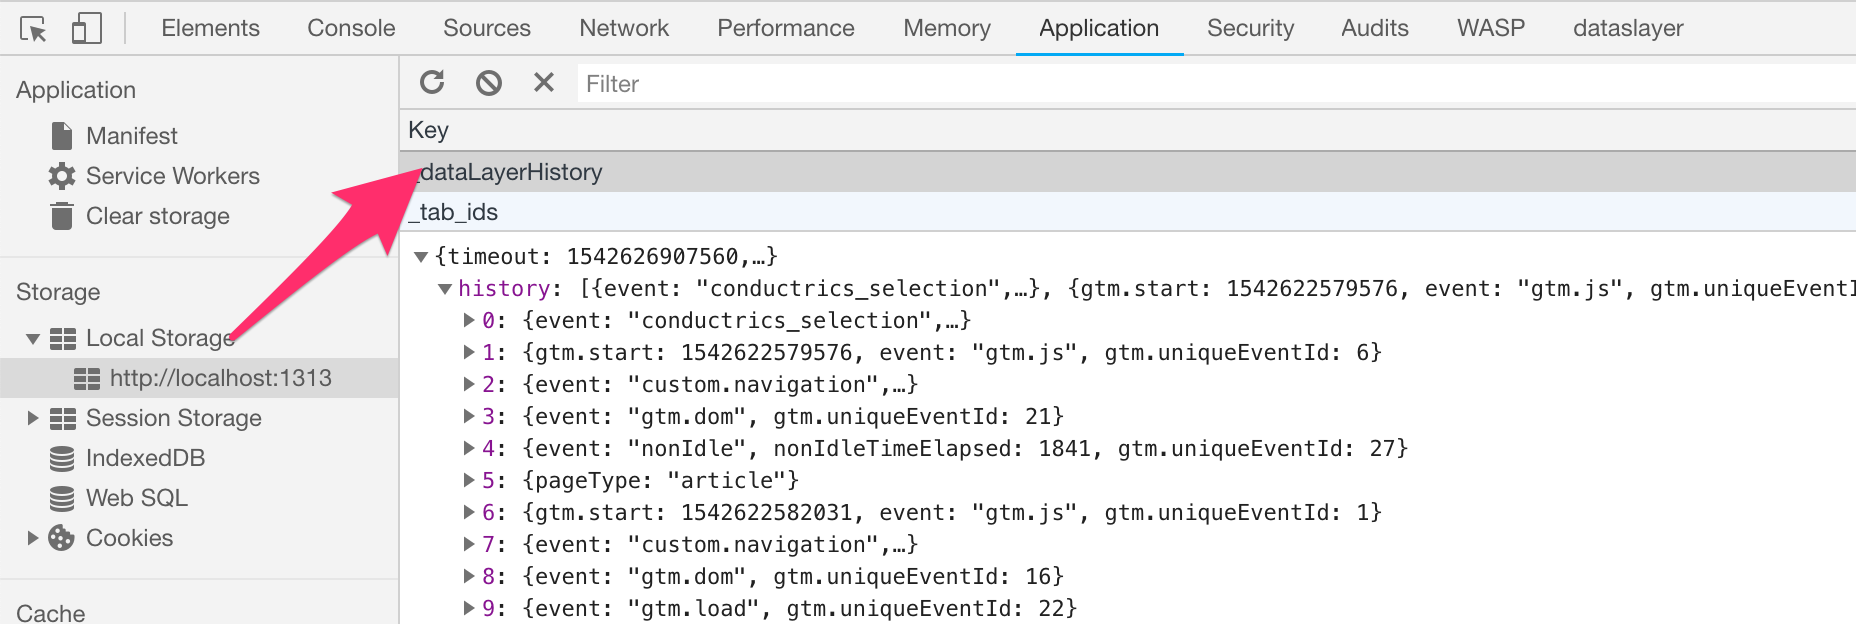 Elements Console Sources Network Performance Memory Application Security Audits WASP dataslayer
Application
Manifest
Service Workers
Clear storage
Storage
Local Storage
http://localhost:1313
Session Storage
IndexedDB
Web SQL
Cookies
Cache
Filter
Key
_dataLayerHistory
_tab_ids
{timeout: 1542626907560,…}
history: [{event: "conductrics_selection",…}, {gtm.start: 1542622579576, event: "gtm.js", gtm.uniqueEventI
0: {event: "conductrics_selection",…}
1: {gtm.start: 1542622579576, event: "gtm.js", gtm.uniqueEventId: 6}
2: {event: "custom.navigation",…}
3: {event: "gtm.dom", gtm.uniqueEventId: 21}
4: {event: "nonIdle", nonIdleTimeElapsed: 1841, gtm.uniqueEventId: 27}
5: {pageType: "article"}
6: {gtm.start: 1542622582031, event: "gtm.js", gtm.uniqueEventId: 1}
7: {event: "custom.navigation",…}
8: {event: "gtm.dom", gtm.uniqueEventId: 16}
9: {event: "gtm.load", gtm.uniqueEventId: 22}